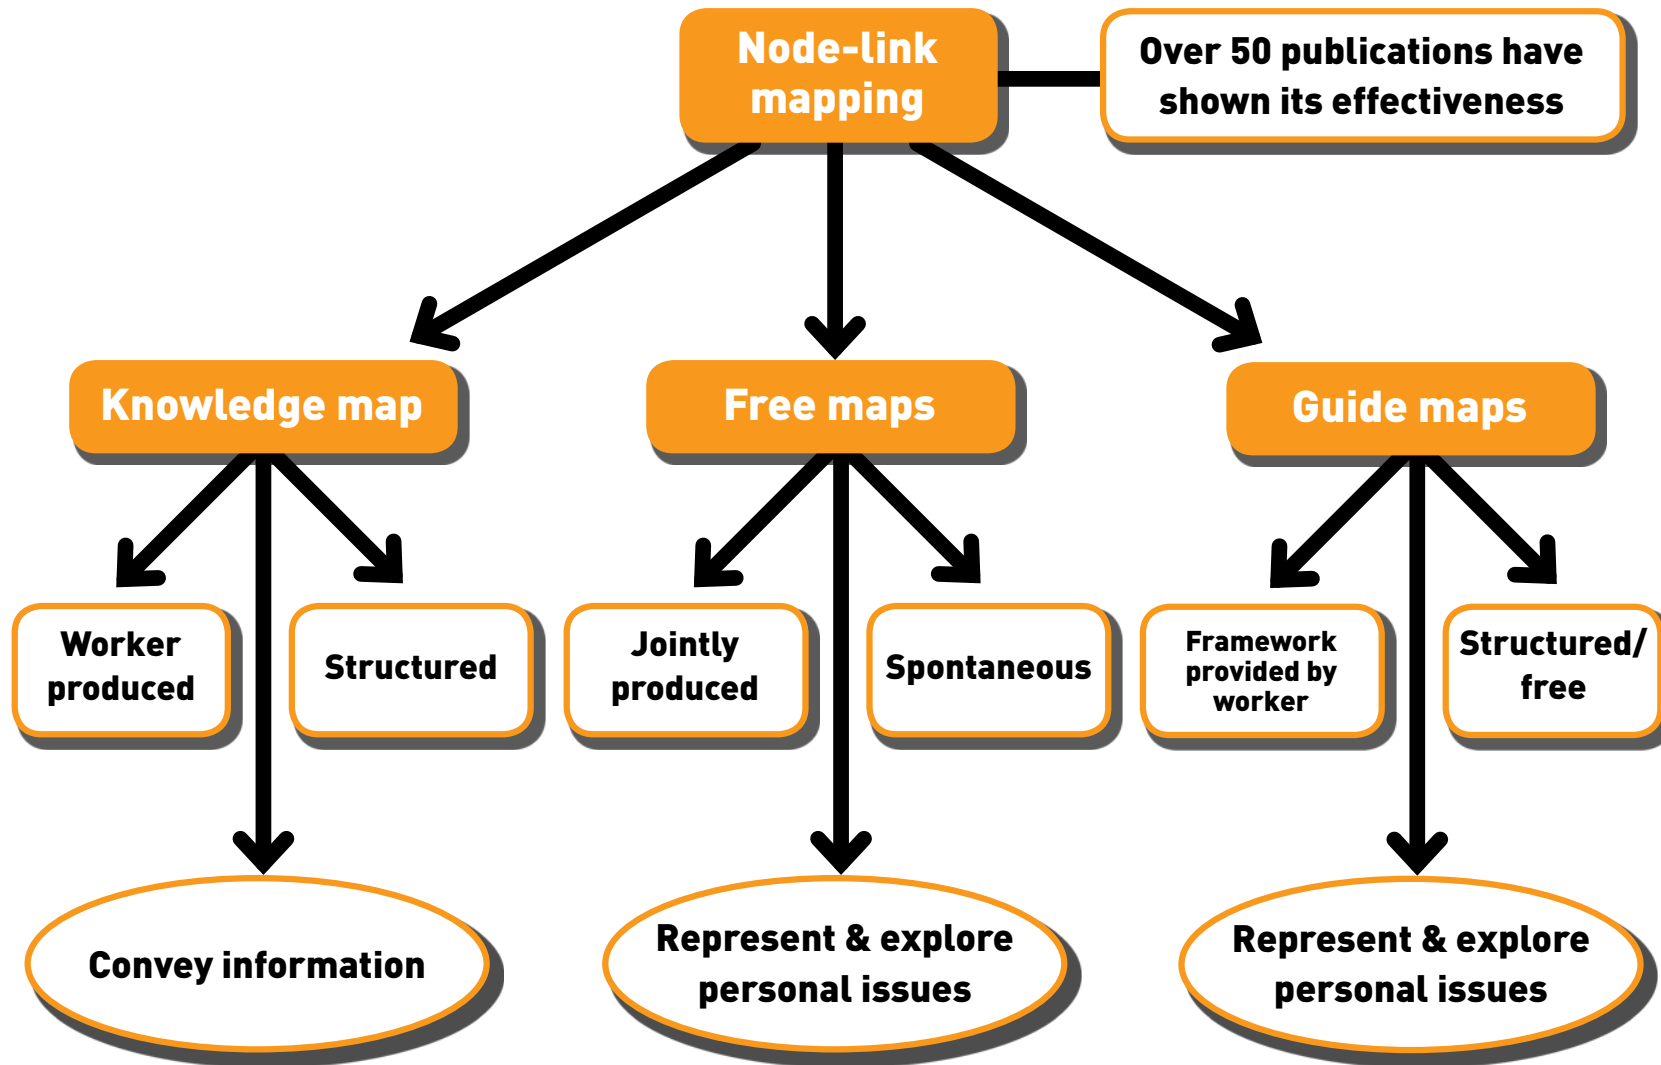 Node-link
mapping
Over 50 publications have
shown its effectiveness
Knowledge map
Free maps
Guide maps
Worker
produced
Structured
Jointly
produced
Spontaneous
Framework
provided by
worker
Structured/
free
Convey information
Represent & explore
personal issues
Represent & explore
personal issues